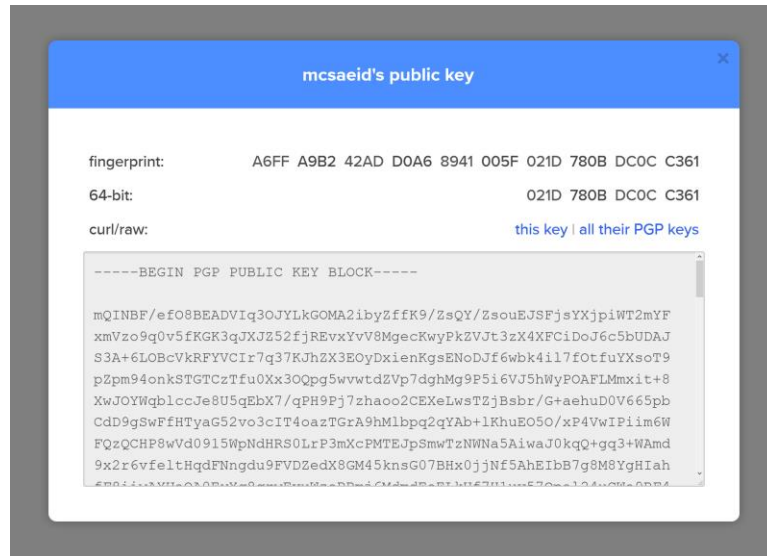 mcsaeid's public key
×
fingerprint: A6FF A9B2 42AD D0A6 8941 005F 021D 780B DC0C C361
64-bit: 021D 780B DC0C C361
curl/raw: this key | all their PGP keys
-----BEGIN PGP PUBLIC KEY BLOCK-----
mQINBF/efO8BEADVIq3OJYLkGOMA2ibyZffK9/ZsQY/ZsouEJSFjsYXjpiWT2mYF
xmVzo9q0v5fKGK3qJXJZ52fjREvxYvV8MgecKwyPkZVJt3zX4XFCiDoJ6c5bUDAJ
S3A+6LOBcVkRFYVCIr7q37KJhZX3EOyDxienKgsENoDJf6wbk4il7fOtfuYXsoT9
pZpm94onkSTGTCzTfu0Xx3OQpg5wvwtdZVp7dghMg9P5i6VJ5hWyPOAFLMmxit+8
XwJOYWqblccJe8U5qEbX7/qPH9Pj7zhaoo2CEXeLwsTZjBsbr/G+aehuD0V665pb
CdD9gSwFfHTyaG52vo3cIT4oazTGrA9hMlbpq2qYAb+lKhuEO5O/xP4VwIPiim6W
FQzQCHP8wVd0915WpNdHRS0LrP3mXcPMTEJpSmwTzNWNa5AiwaJ0kqQ+gq3+WAmd
9x2r6vfeltHqdFNngdu9FVDZedX8GM45knsG07BHx0jjNf5AhEIbB7g8M8YgHIah